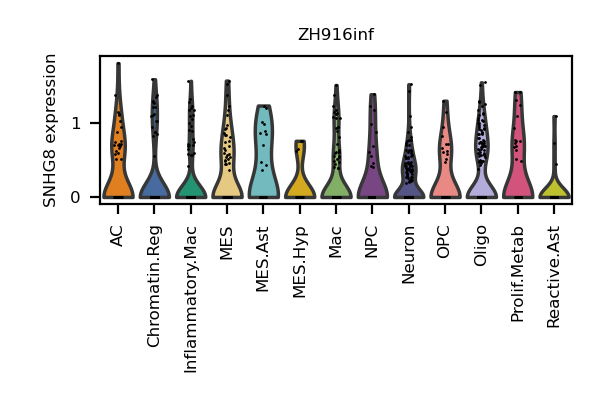 ZH916inf
SNHG8 expression
1
0
AC
Chromatin.Reg
Inflammatory.Mac
MES
MES.Ast
MES.Hyp
Mac
NPC
Neuron
OPC
Oligo
Prolif.Metab
Reactive.Ast